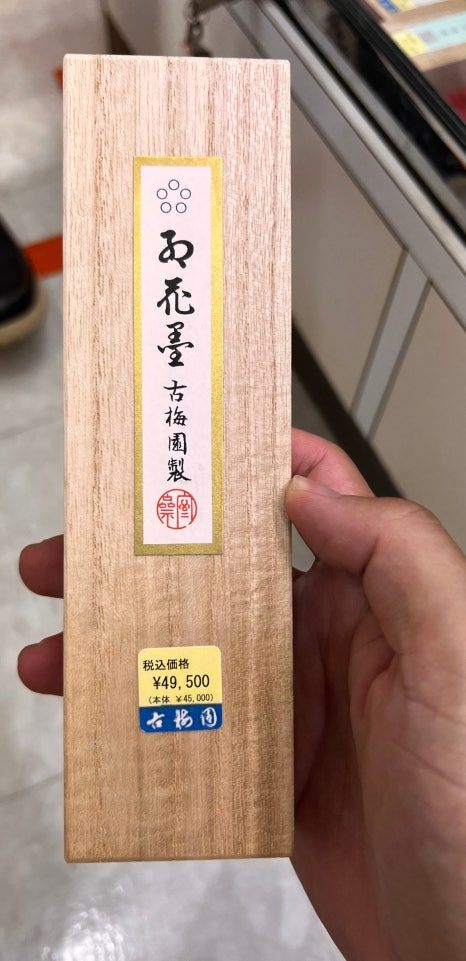 紅花墨
古梅園製
税込価格
¥49,500
(本体 ¥45,000)
古梅園